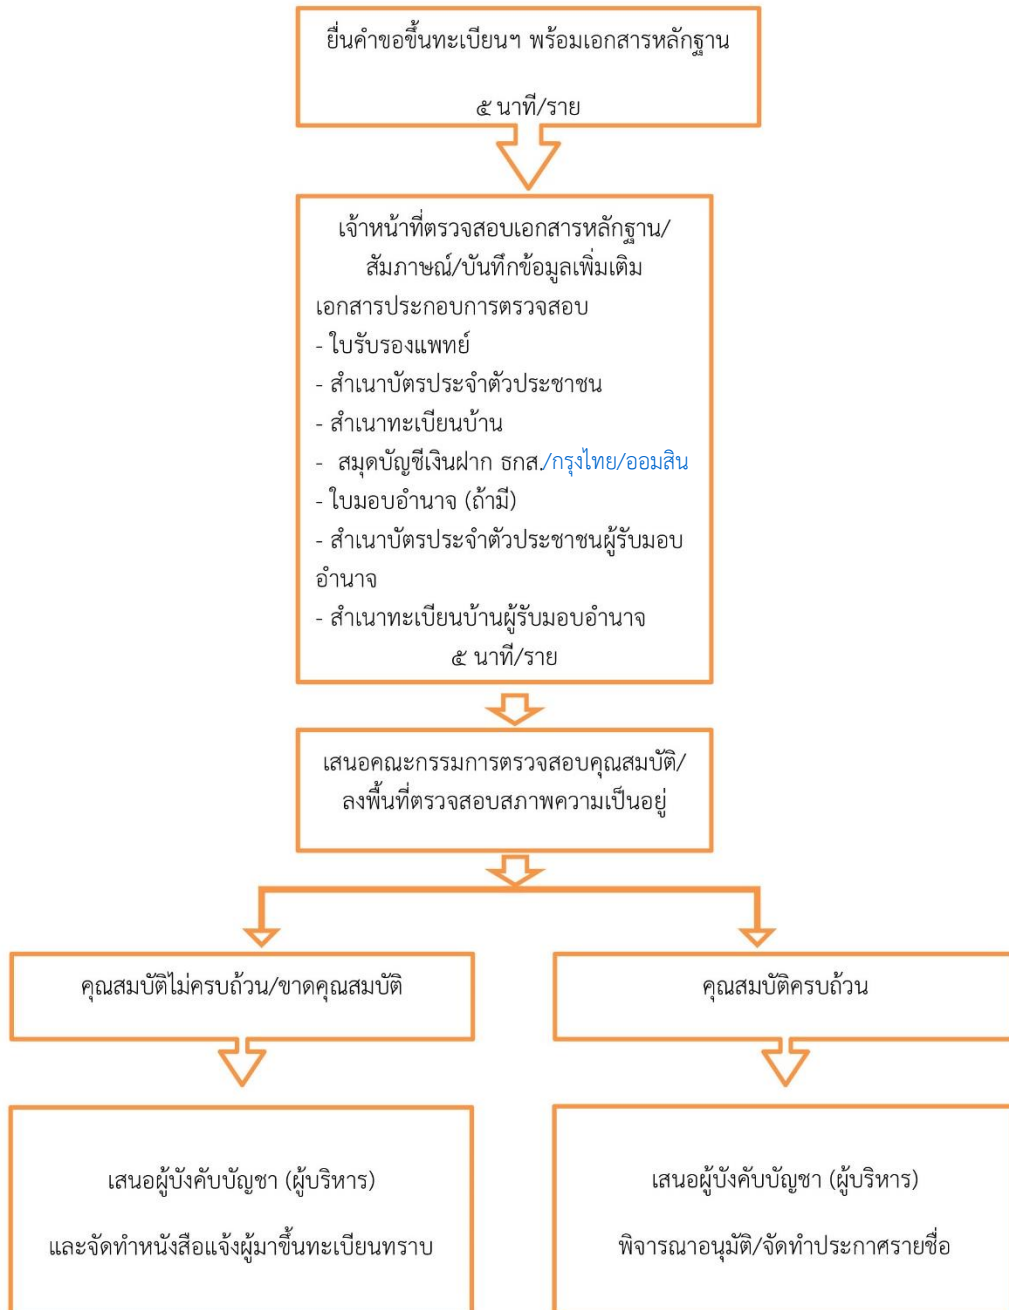 ยื่นคำขอขึ้นทะเบียนฯ พร้อมเอกสารหลักฐาน
๕ นาที/ราย
เจ้าหน้าที่ตรวจสอบเอกสารหลักฐาน/
สัมภาษณ์/บันทึกข้อมูลเพิ่มเติม
เอกสารประกอบการตรวจสอบ
- ใบรับรองแพทย์
- สำเนาบัตรประจำตัวประชาชน
- สำเนาทะเบียนบ้าน
- สมุดบัญชีเงินฝาก ธกส./กรุงไทย/ออมสิน
- ใบมอบอำนาจ (ถ้ามี)
- สำเนาบัตรประจำตัวประชาชนผู้รับมอบ
อำนาจ
- สำเนาทะเบียนบ้านผู้รับมอบอำนาจ
๕ นาที/ราย
เสนอคณะกรรมการตรวจสอบคุณสมบัติ/
ลงพื้นที่ตรวจสอบสภาพความเป็นอยู่
คุณสมบัติไม่ครบถ้วน/ขาดคุณสมบัติ
คุณสมบัติครบถ้วน
เสนอผู้บังคับบัญชา (ผู้บริหาร)
และจัดทำหนังสือแจ้งผู้มาขึ้นทะเบียนทราบ
เสนอผู้บังคับบัญชา (ผู้บริหาร)
พิจารณาอนุมัติ/จัดทำประกาศรายชื่อ